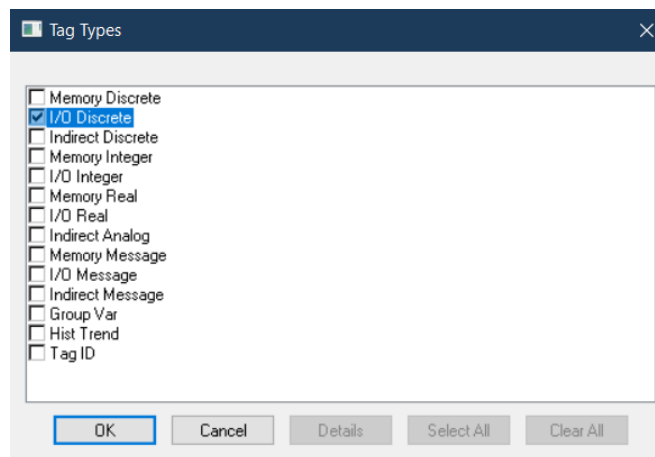 Tag Types
Memory Discrete
I/O Discrete
Indirect Discrete
Memory Integer
I/O Integer
Memory Real
I/O Real
Indirect Analog
Memory Message
I/O Message
Indirect Message
Group Var
Hist Trend
Tag ID
OK Cancel Details Select All Clear All